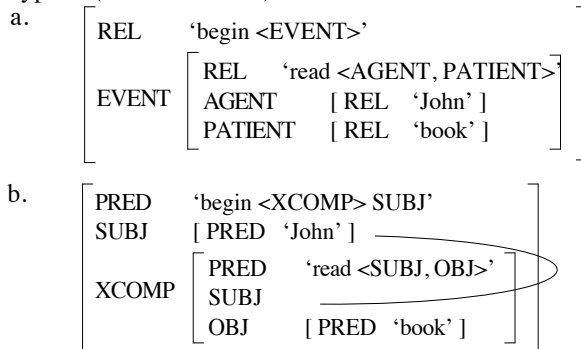 a.
REL ‘begin <EVENT>’
REL ‘read <AGENT, PATIENT>’
EVENT AGENT [ REL ‘John’ ]
PATIENT [ REL ‘book’ ]
b.
PRED ‘begin <XCOMP> SUBJ’
SUBJ [ PRED ‘John’ ]
PRED ‘read <SUBJ, OBJ>’
XCOMP SUBJ
OBJ [ PRED ‘book’ ]